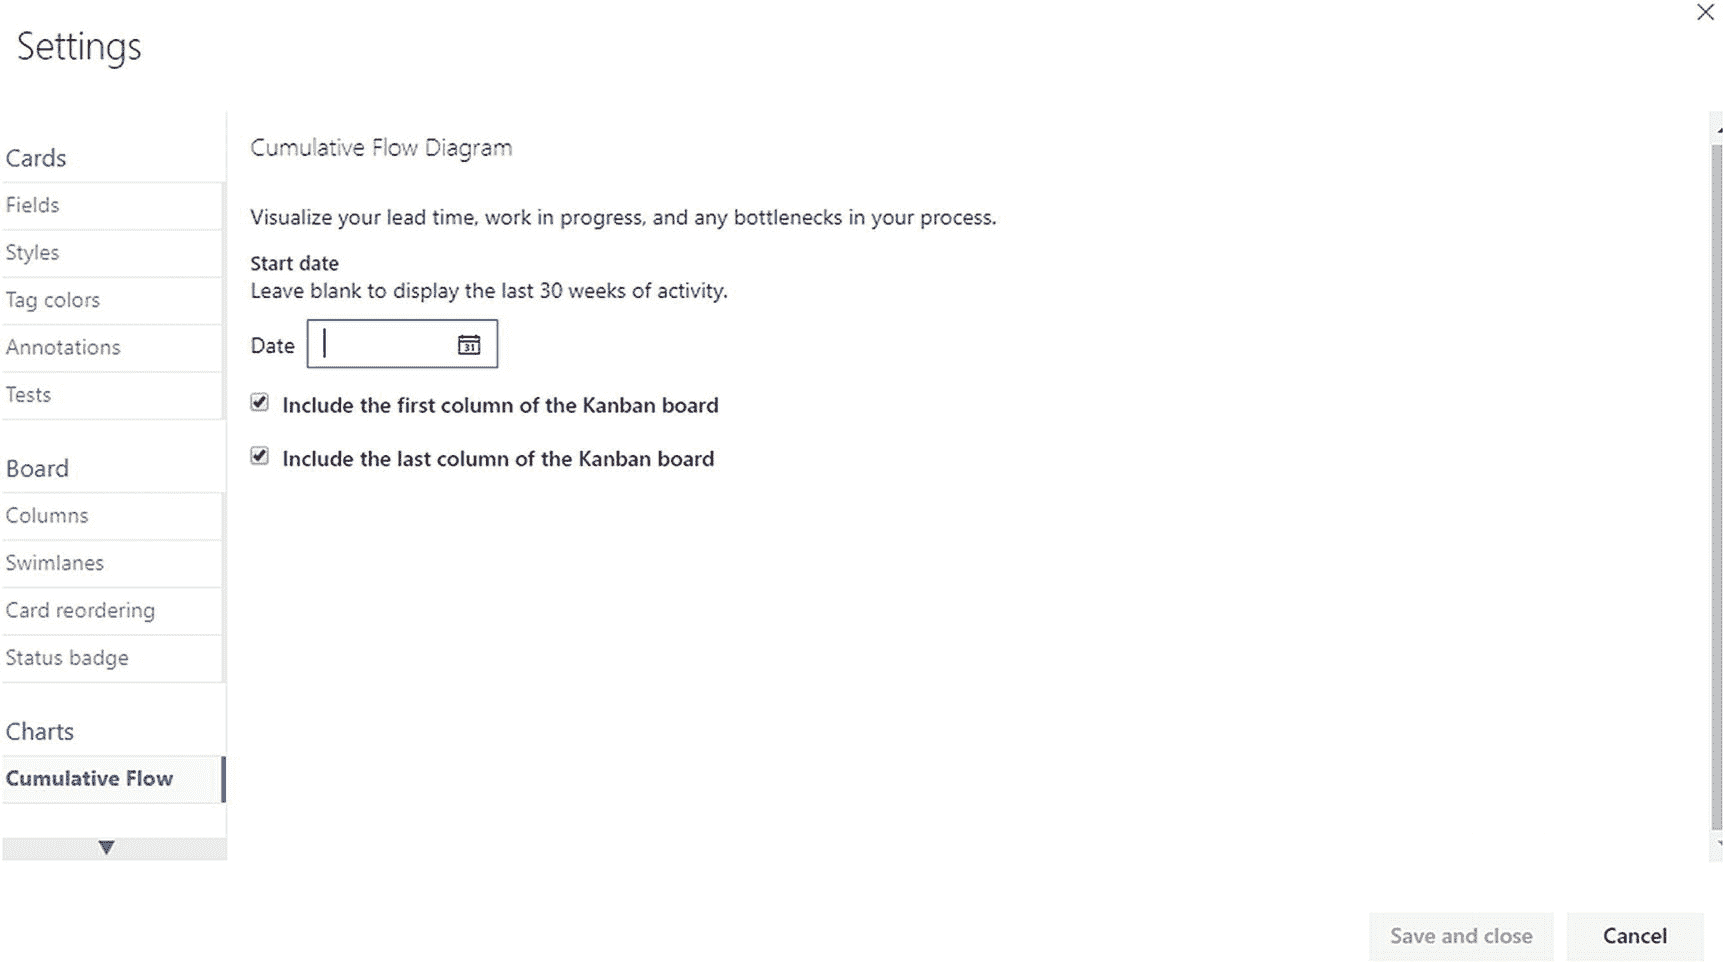 Settings
Cards
Fields
Styles
Tag colors
Annotations
Tests
Board
Columns
Swimlanes
Card reordering
Status badge
Charts
Cumulative Flow
Cumulative Flow Diagram
Visualize your lead time, work in progress, and any bottlenecks in your process.
Start date
Leave blank to display the last 30 weeks of activity.
Date
31
Include the first column of the Kanban board
Include the last column of the Kanban board
Save and close
Cancel